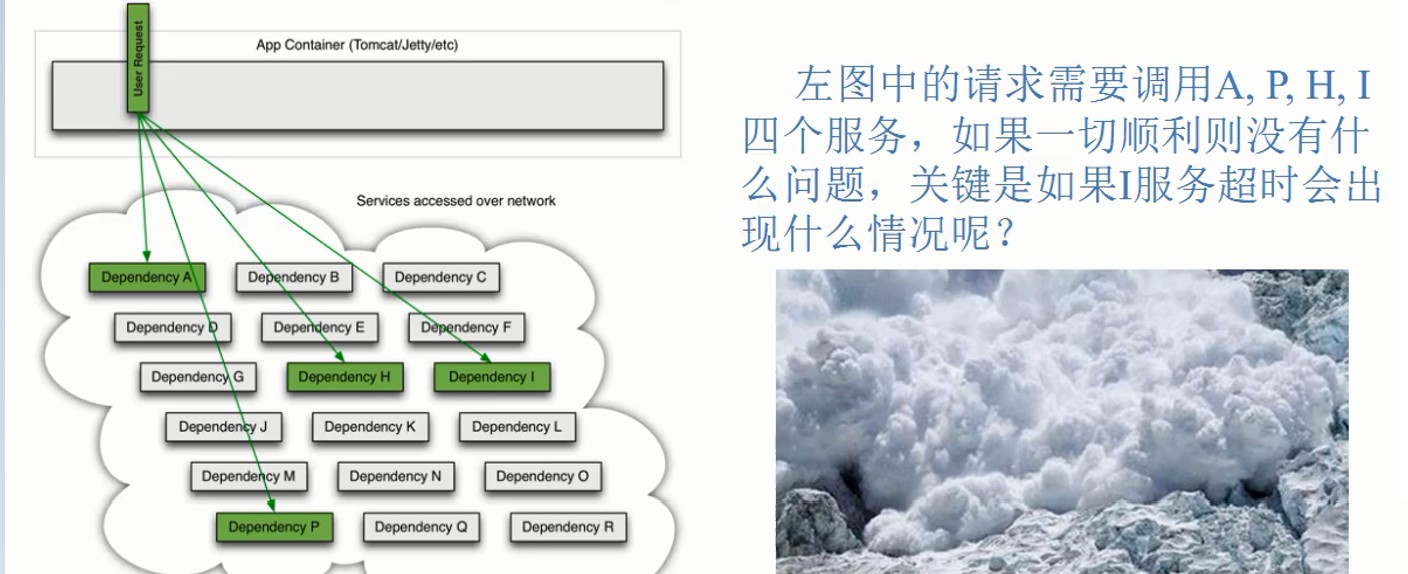 User Request
App Container (Tomcat/Jetty/etc)
Services accessed over network
Dependency A
Dependency B
Dependency C
Dependency D
Dependency E
Dependency F
Dependency G
Dependency H
Dependency I
Dependency J
Dependency K
Dependency L
Dependency M
Dependency N
Dependency O
Dependency P
Dependency Q
Dependency R
左图中的请求需要调用A, P, H, I
四个服务，如果一切顺利则没有什
么问题，关键是如果I服务超时会出
现什么情况呢？